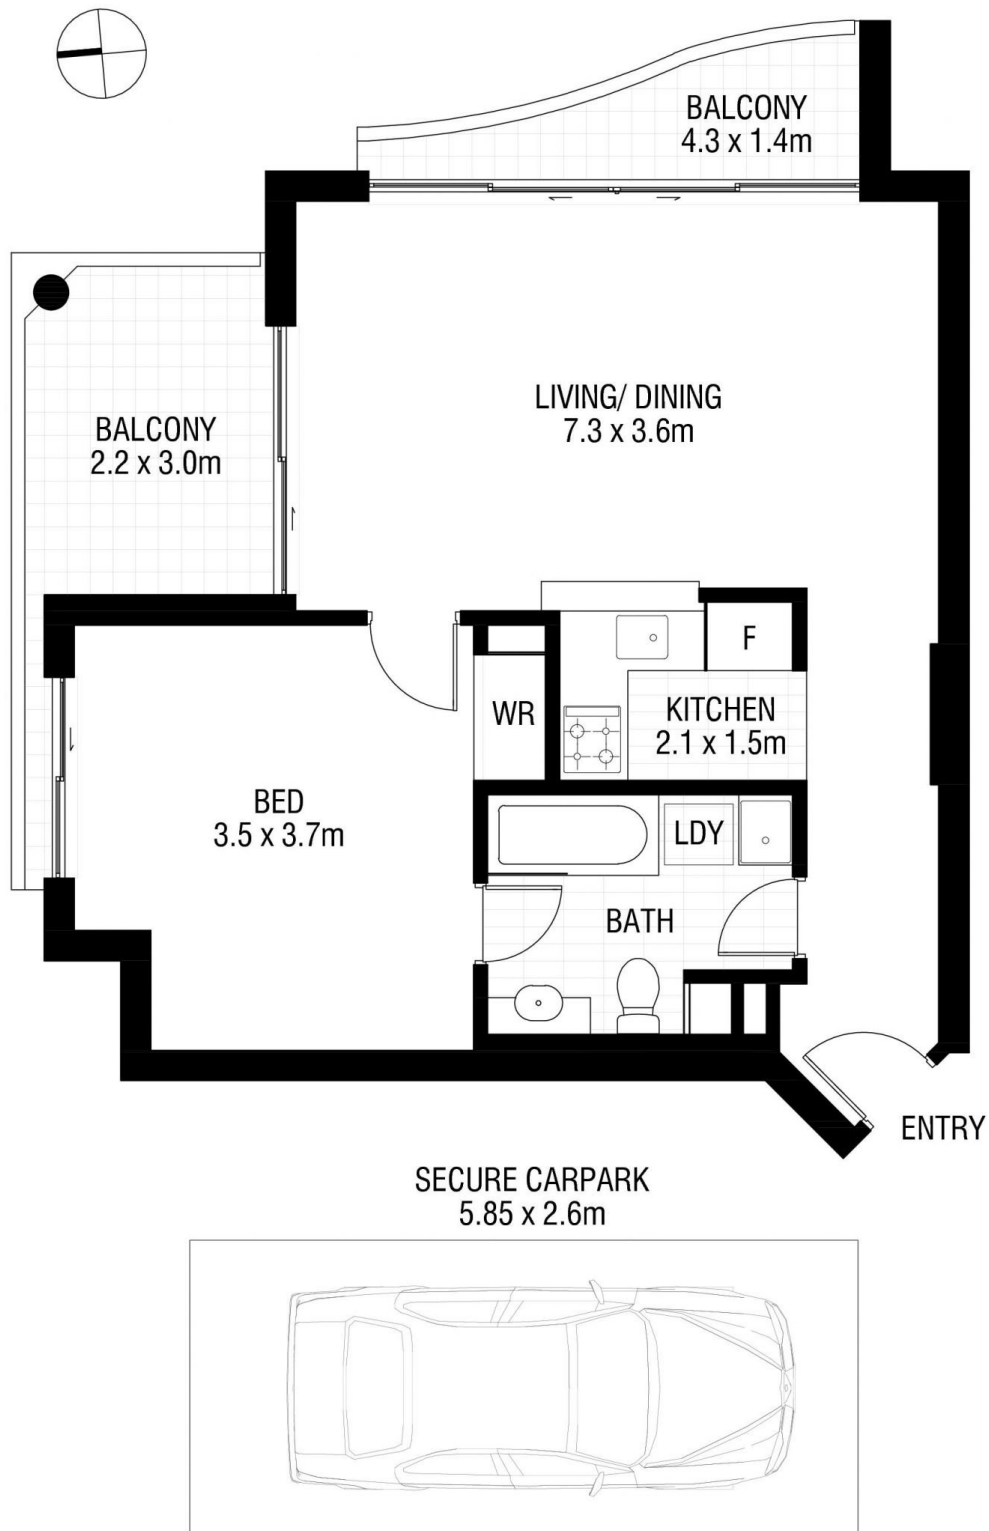 BALCONY
4.3 x 1.4m
LIVING/ DINING
7.3 x 3.6m
BALCONY
2.2 x 3.0m
F
KITCHEN
2.1 x 1.5m
WR
BED
3.5 x 3.7m
LDY
BATH
ENTRY
SECURE CARPARK
5.85 x 2.6m